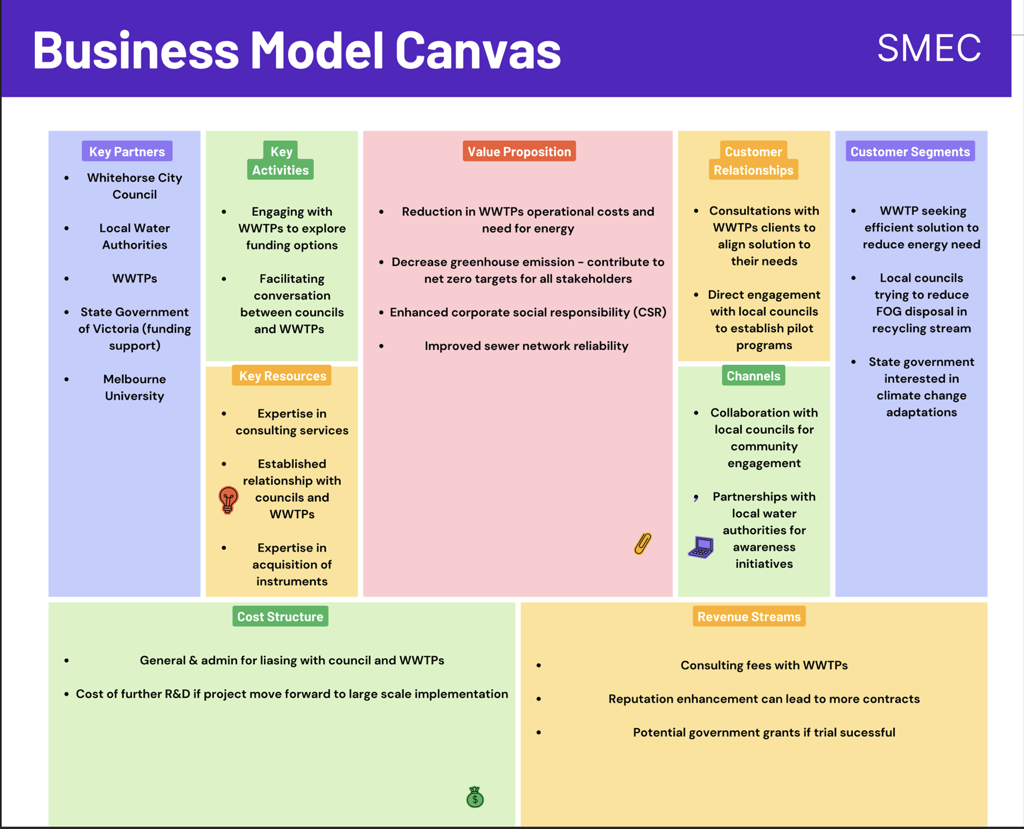 Business Model Canvas
SMEC
Key Partners
• Whitehorse City
Council
• Local Water
Authorities
• WWTPs
• State Government
of Victoria (funding
support)
• Melbourne
University
Key
Activities
• Engaging with
WWTPs to explore
funding options
• Facilitating
conversation
between councils
and WWTPs
Key Resources
• Expertise in
consulting services
• Established
relationship with
councils and
WWTPs
• Expertise in
acquisition of
instruments
Value Proposition
• Reduction in WWTPs operational costs and
need for energy
• Decrease greenhouse emission - contribute to
net zero targets for all stakeholders
• Enhanced corporate social responsibility (CSR)
• Improved sewer network reliability
Customer
Relationships
• Consultations with
WWTPs clients to
align solution to
their needs
• Direct engagement
with local councils
to establish pilot
programs
Channels
• Collaboration with
local councils for
community
engagement
• Partnerships with
local water
authorities for
awareness
initiatives
Customer Segments
• WWTP seeking
efficient solution to
reduce energy need
• Local councils
trying to reduce
FOG disposal in
recycling stream
• State government
interested in
climate change
adaptations
Cost Structure
• General & admin for liasing with council and WWTPs
• Cost of further R&D if project move forward to large scale implementation
Revenue Streams
• Consulting fees with WWTPs
• Reputation enhancement can lead to more contracts
• Potential government grants if trial sucessful